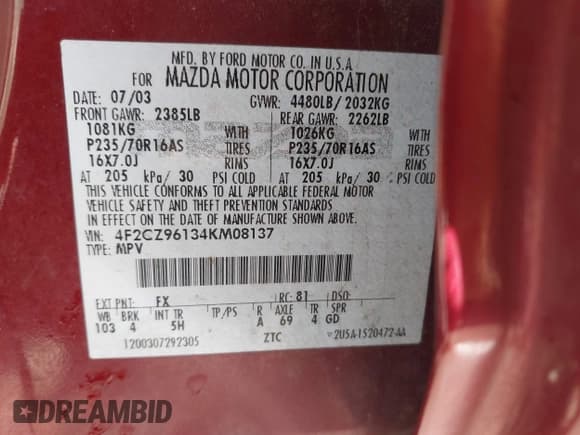 MFD. BY FORD MOTOR CO. IN U.S.A
FOR MAZDA MOTOR CORPORATION
DATE: 07/03 GVWR: 4480LB/2032KG
FRONT GAWR: 2385LB REAR GAWR: 2262LB
1081KG WITH 1026KG WITH
P235/70R16AS TIRES P235/70R16AS TIRES
16X7.0J RIMS 16X7.0J RIMS
AT 205 kPa/30 PSI COLD AT 205 kPa/30 PSI COLD
THIS VEHICLE CONFORMS TO ALL APPLICABLE FEDERAL MOTOR
VEHICLE SAFETY AND THEFT PREVENTION STANDARDS
IN EFFECT ON THE DATE OF MANUFACTURE SHOWN ABOVE.
VIN: 4F2CZ96134KM08137
TYPE: MPV
EXT PNT: FX RC: 81 DSO:
WB BRK INT TR TP/PS R AXLE TR SPR
103 4 5H A 69 4 GD
1200307292305 ZTC 2U5A-1520472-AA
DREAMBID